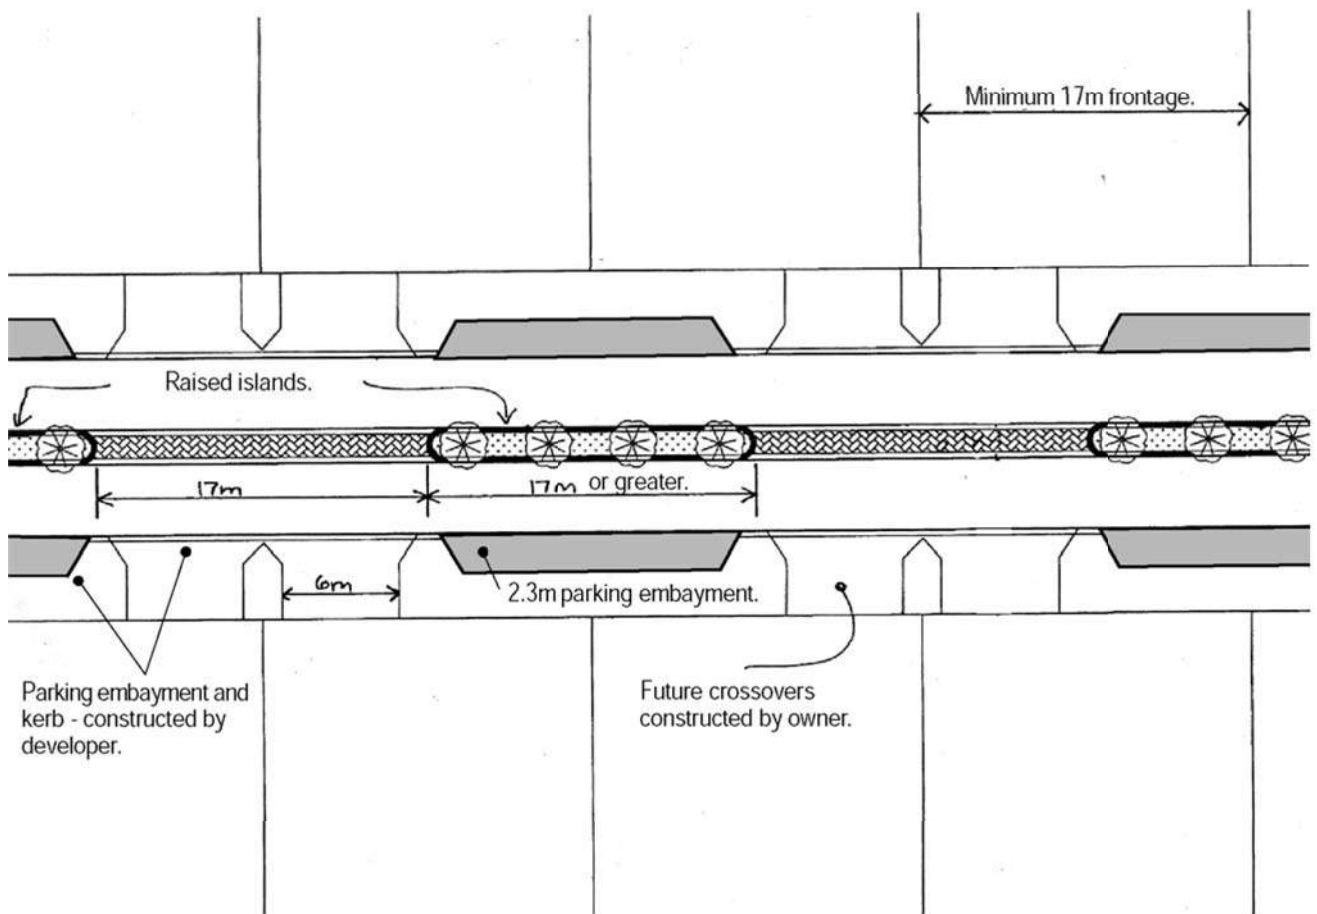 Minimum 17m frontage.
Raised islands.
17m
17m or greater.
6m
2.3m parking embayment.
Parking embayment and
kerb - constructed by
developer.
Future crossovers
constructed by owner.